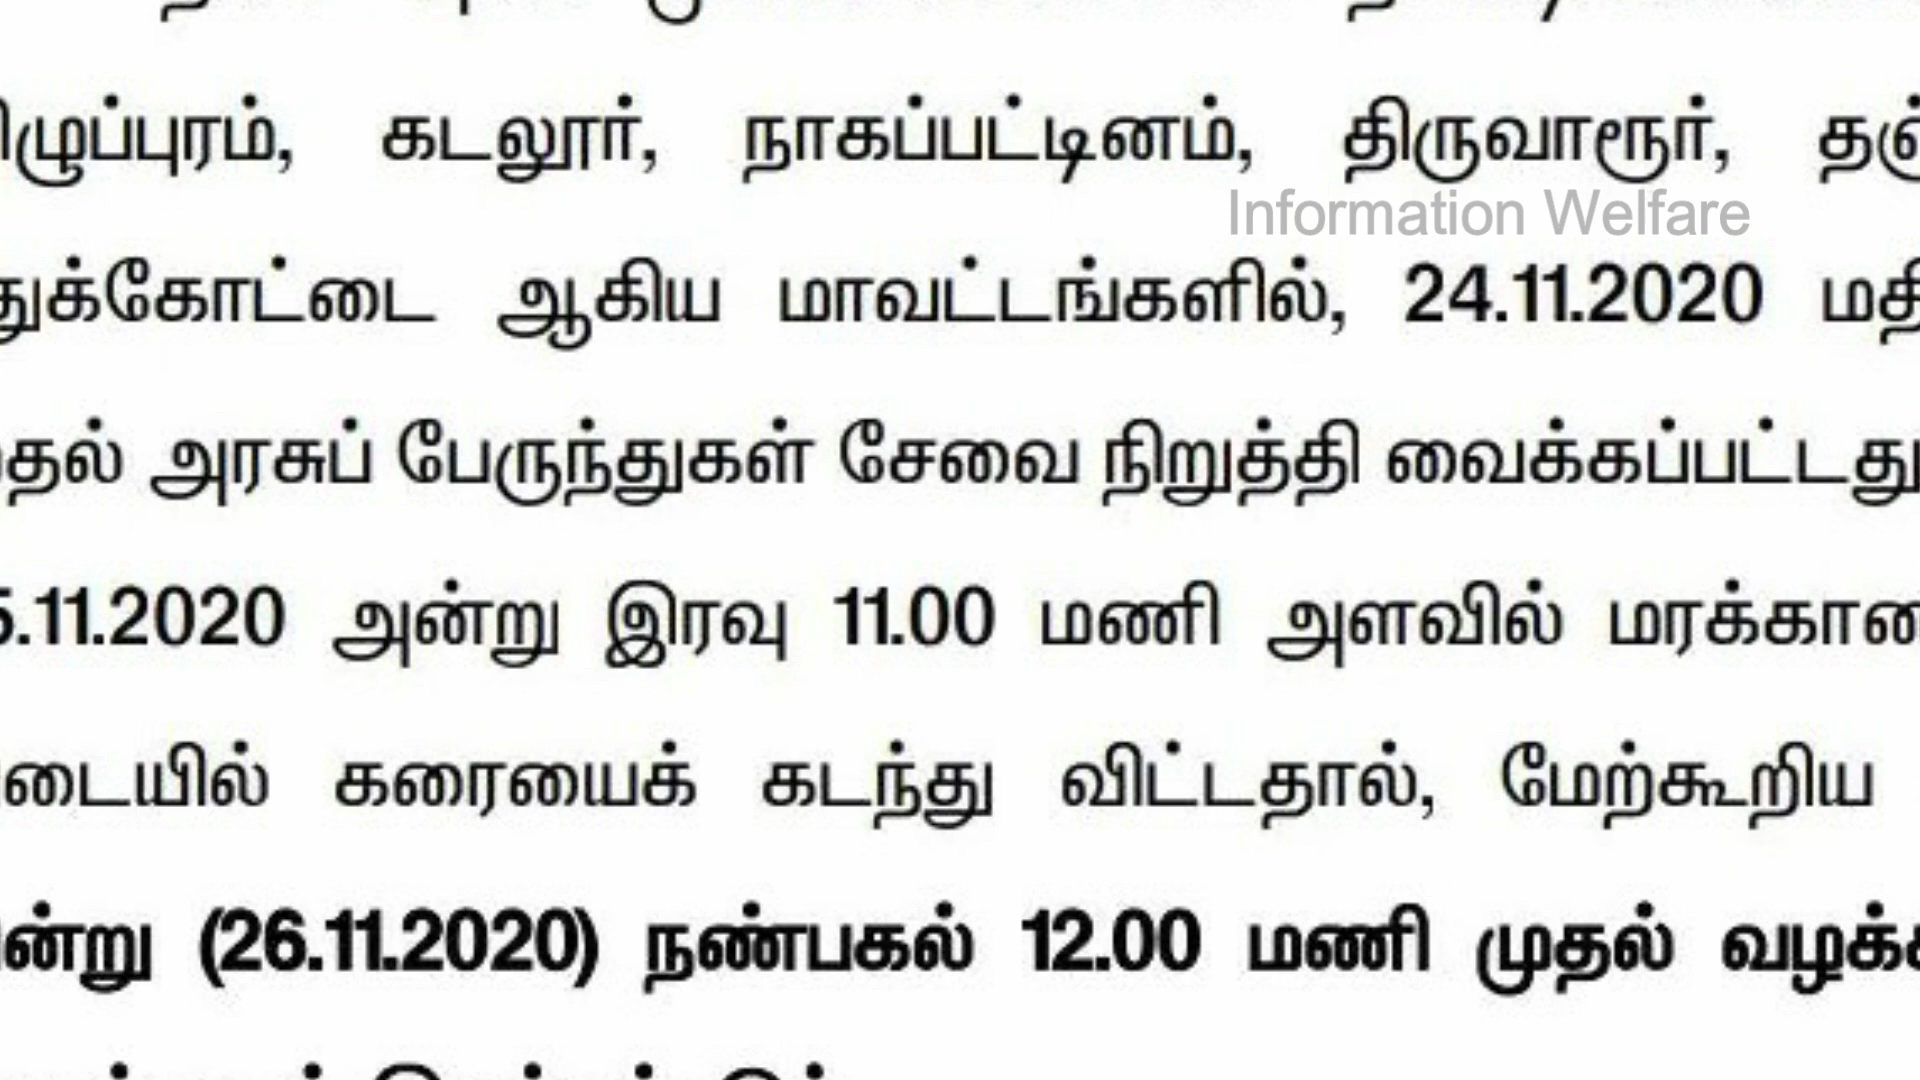 கடலூர், நாகப்பட்டினம், திருவாரூர்,
Information Welfare
ஆகிய மாவட்டங்களில், 24.11.2020
அரசுப் பேருந்துகள் சேவை நிறுத்தி வைக்கப்பட்டது
.11.2020 அன்று இரவு 11.00 மணி அளவில்
கரையைக் கடந்து விட்டதால், மேற்கூறிய
(26.11.2020) நண்பகல் 12.00 மணி முதல்